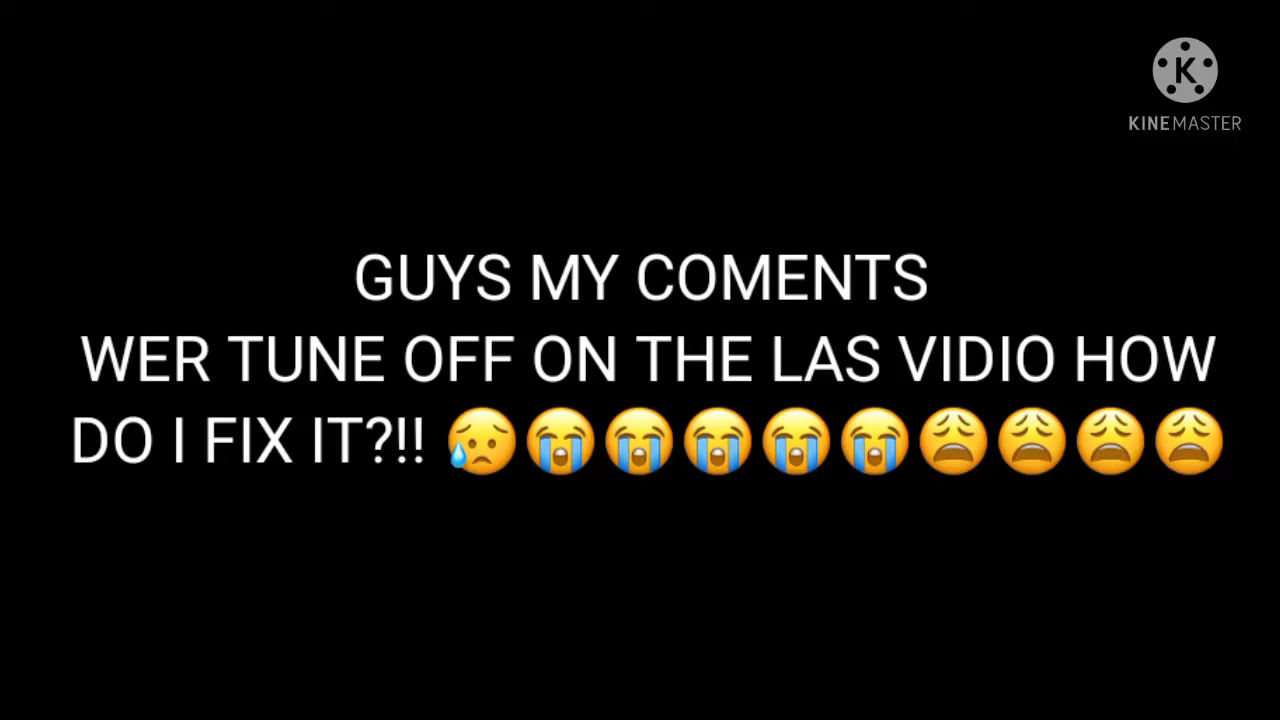 K
KINEMASTER
GUYS MY COMENTS
WER TUNE OFF ON THE LAS VIDIO HOW
DO I FIX IT?!! 😥😭😭😭😭😭😩😩😩😩